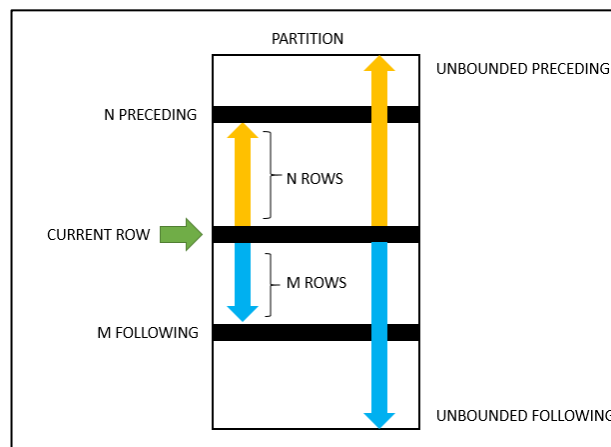 PARTITION
UNBOUNDED PRECEDING
N PRECEDING
N ROWS
CURRENT ROW
M ROWS
M FOLLOWING
UNBOUNDED FOLLOWING